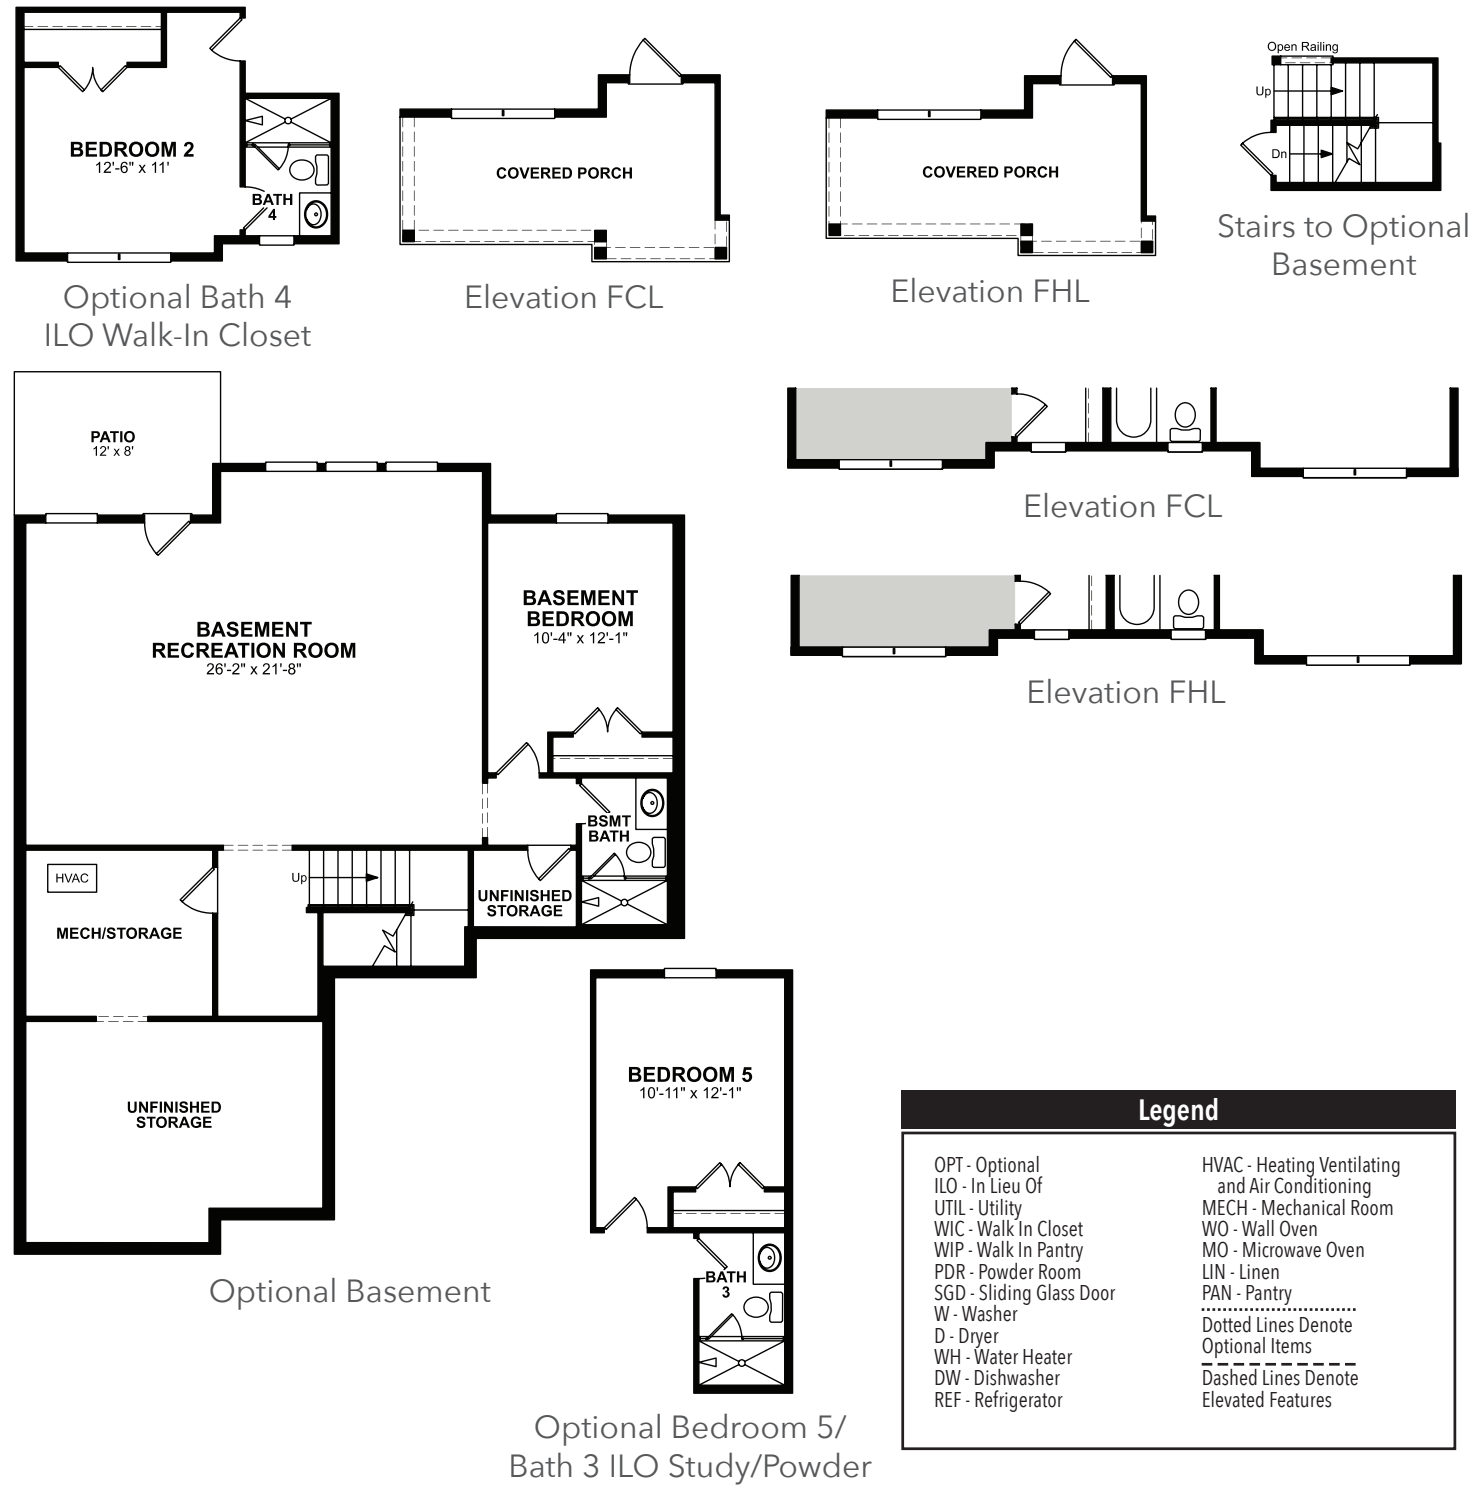 BEDROOM 2
12'-6" x 11'
BATH
4
Optional Bath 4
ILO Walk-In Closet
COVERED PORCH
Elevation FCL
COVERED PORCH
Elevation FHL
Open Railing
Up
Dn
Stairs to Optional
Basement
PATIO
12' x 8'
BASEMENT
RECREATION ROOM
26'-2" x 21'-8"
BASEMENT
BEDROOM
10'-4" x 12'-1"
BSMT
BATH
HVAC
Up
UNFINISHED
STORAGE
MECH/STORAGE
UNFINISHED
STORAGE
Optional Basement
Elevation FCL
Elevation FHL
BEDROOM 5
10'-11" x 12'-1"
BATH
3
Optional Bedroom 5/
Bath 3 ILO Study/Powder
Legend
OPT - Optional
ILO - In Lieu Of
UTIL - Utility
WIC - Walk In Closet
WIP - Walk In Pantry
PDR - Powder Room
SGD - Sliding Glass Door
W - Washer
D - Dryer
WH - Water Heater
DW - Dishwasher
REF - Refrigerator
HVAC - Heating Ventilating
and Air Conditioning
MECH - Mechanical Room
WO - Wall Oven
MO - Microwave Oven
LIN - Linen
PAN - Pantry
Dotted Lines Denote
Optional Items
Dashed Lines Denote
Elevated Features